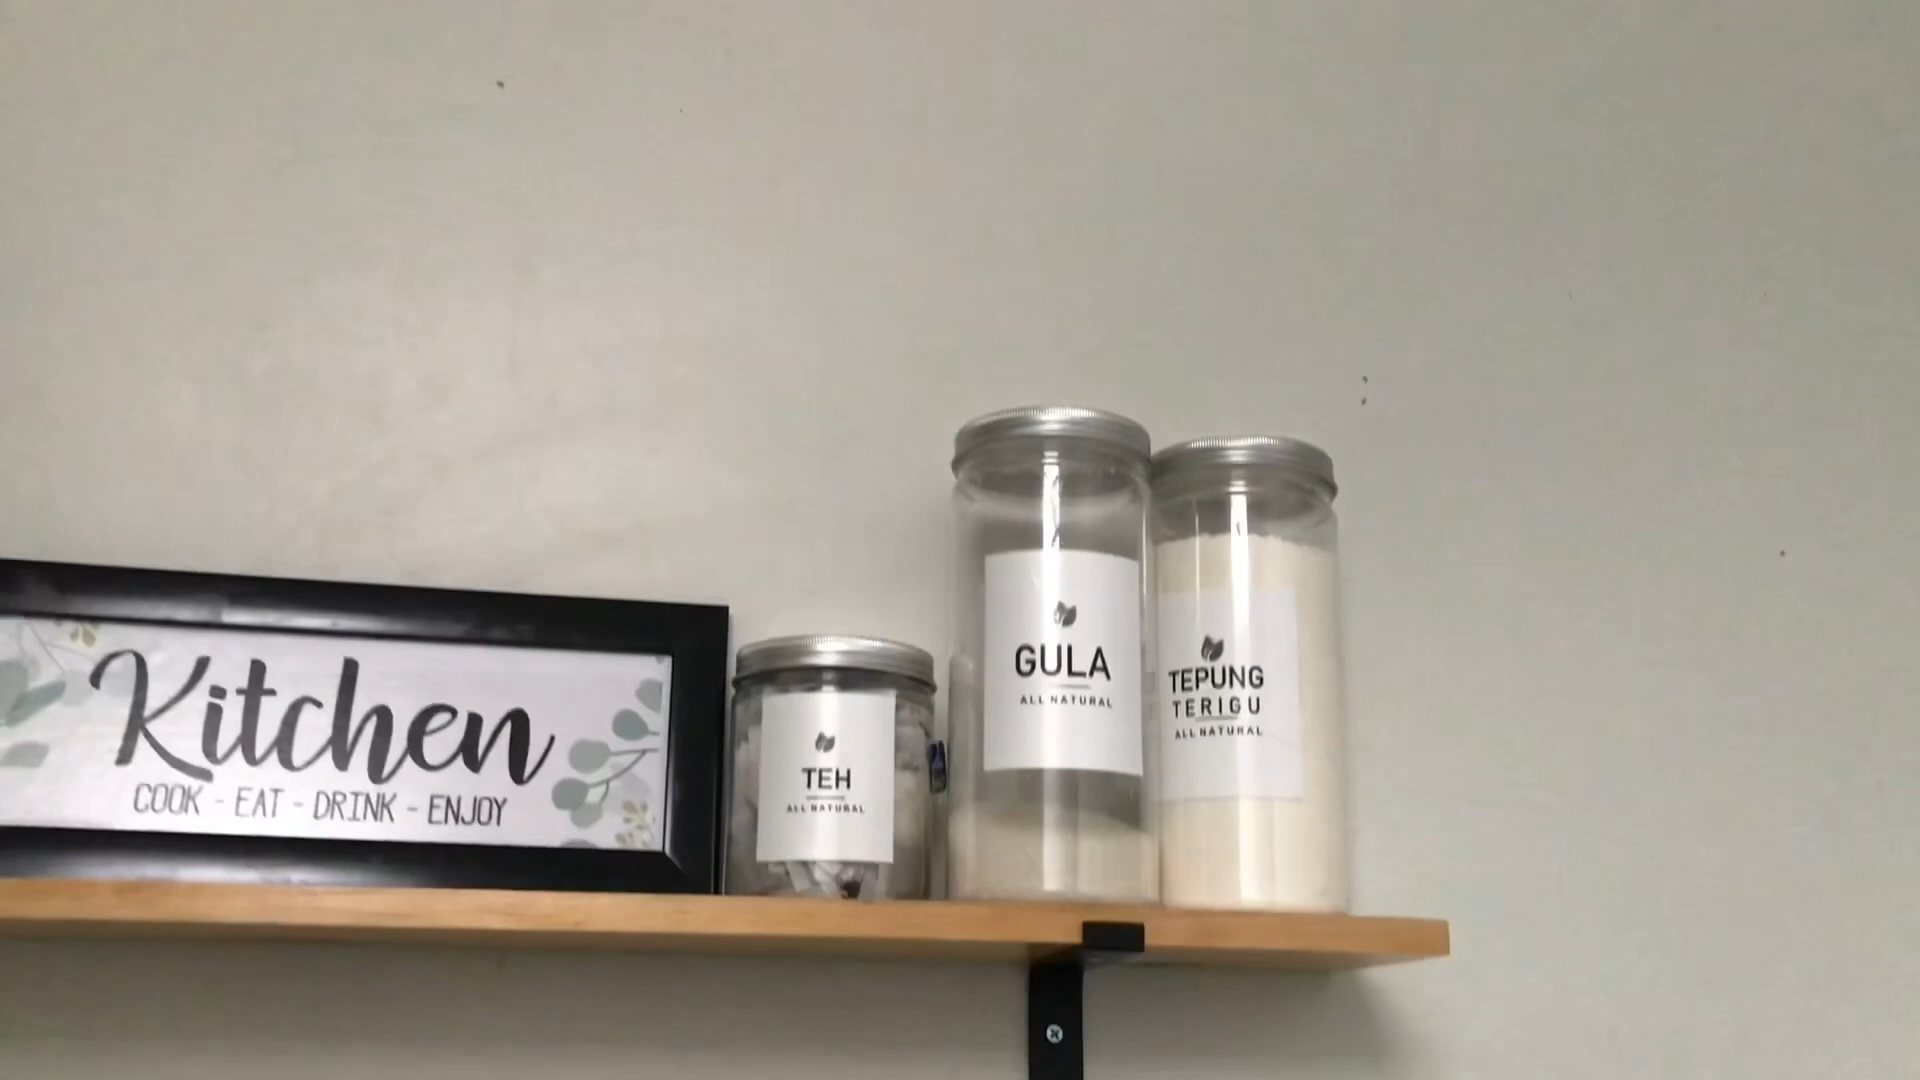 Kitchen
COOK - EAT - DRINK - ENJOY
TEH
ALL NATURAL
GULA
ALL NATURAL
TEPUNG
TERIGU
ALL NATURAL